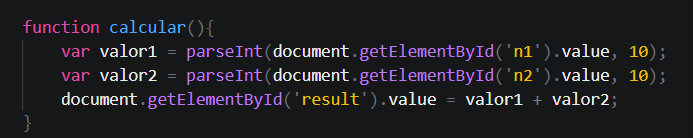 function calcular(){
    var valor1 = parseInt(document.getElementById('n1').value, 10);
    var valor2 = parseInt(document.getElementById('n2').value, 10);
    document.getElementById('result').value = valor1 + valor2;
}